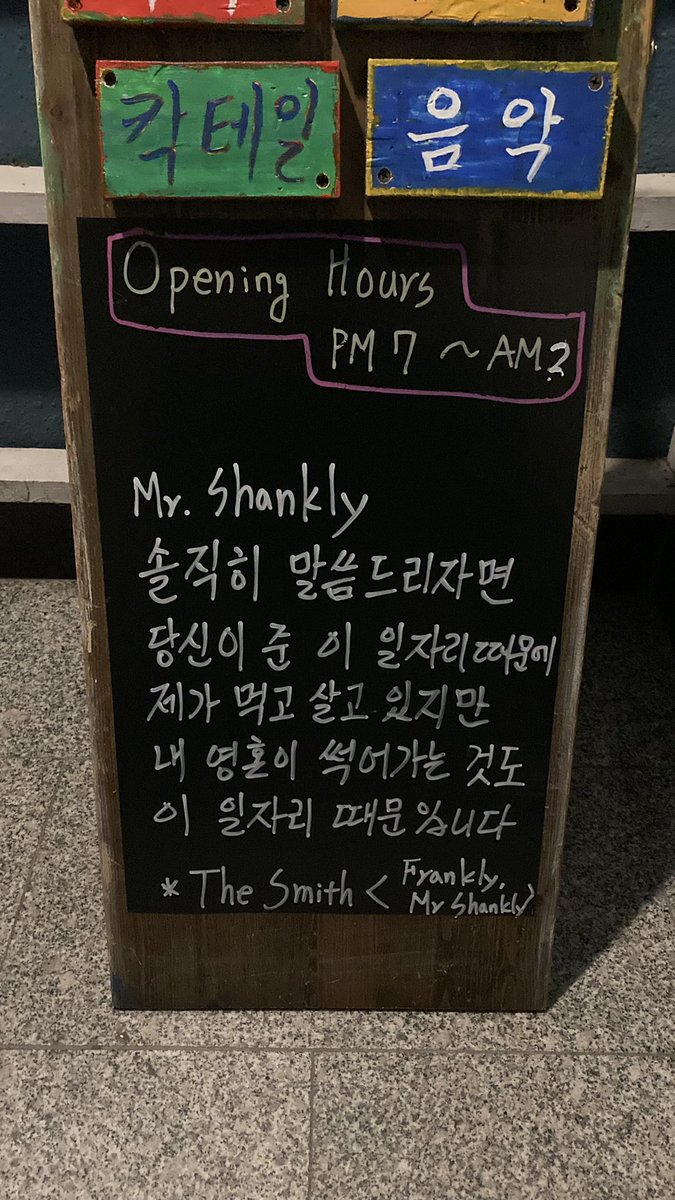 칵테일 음악
Opening Hours
PM 7 ~ AM 2
Mr. Shankly
솔직히 말씀드리자면
당신이 준 이 일자리 때문에
제가 먹고 살고 있지만
내 영혼이 썩어가는 것도
이 일자리 때문입니다
* The Smith < Frankly,
Mr Shankly>